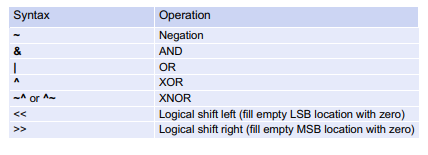 Syntax Operation
~ Negation
& AND
| OR
^ XOR
~^ or ^~ XNOR
<< Logical shift left (fill empty LSB location with zero)
>> Logical shift right (fill empty MSB location with zero)